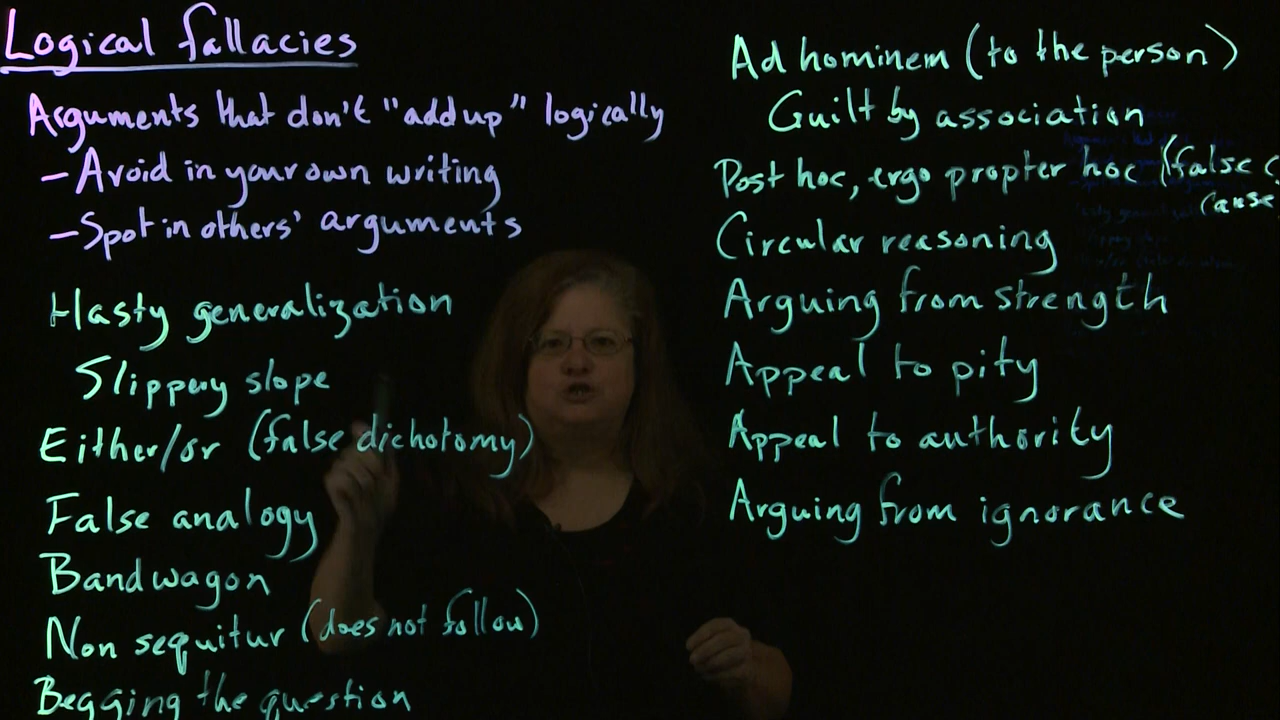 Logical fallacies
Arguments that don't "add up" logically
- Avoid in your own writing
- Spot in others' arguments
Hasty generalization
Slippery slope
Either/or (false dichotomy)
False analogy
Bandwagon
Non sequitur (does not follow)
Begging the question
Ad hominem (to the person)
Guilt by association
Post hoc, ergo propter hoc (false
cause
Circular reasoning
Arguing from strength
Appeal to pity
Appeal to authority
Arguing from ignorance